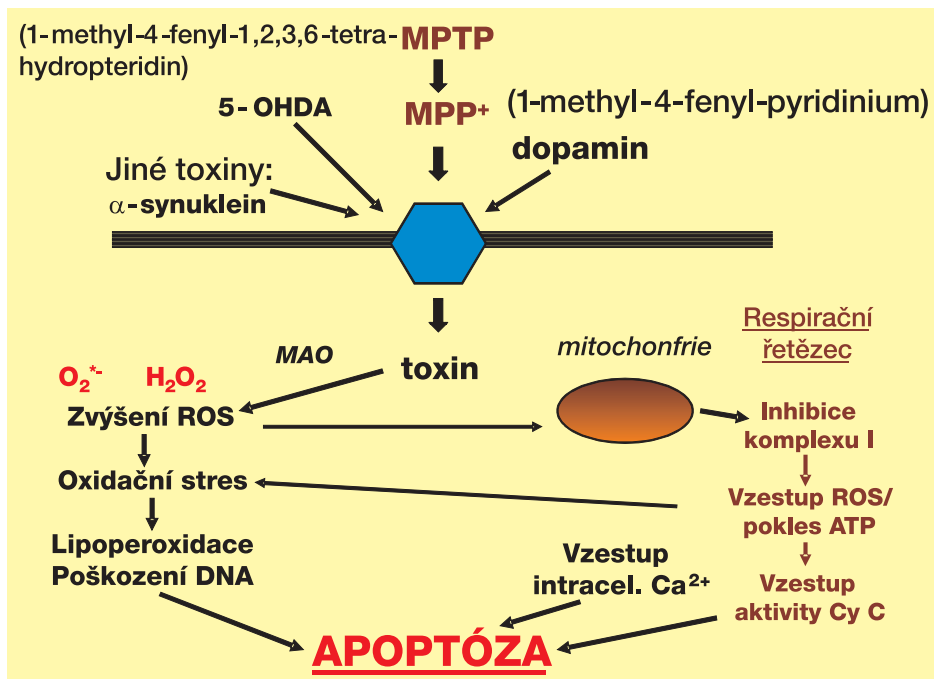 (1-methyl-4-fenyl-1,2,3,6-tetra-MPTP
hydropteridin)
5-OHDA
MPP⁺ (1-methyl-4-fenyl-pyridinium)
dopamin
Jiné toxiny:
α-synuklein
Respirační
řetězec
mitochonfrie
MAO
toxin
O₂*⁻ H₂O₂
Zvýšení ROS
Inhibice
komplexu I
Oxidační stres
Vzestup ROS/
pokles ATP
Lipoperoxidace
Poškození DNA
Vzestup
intracel. Ca²⁺
Vzestup
aktivity Cy C
APOPTÓZA